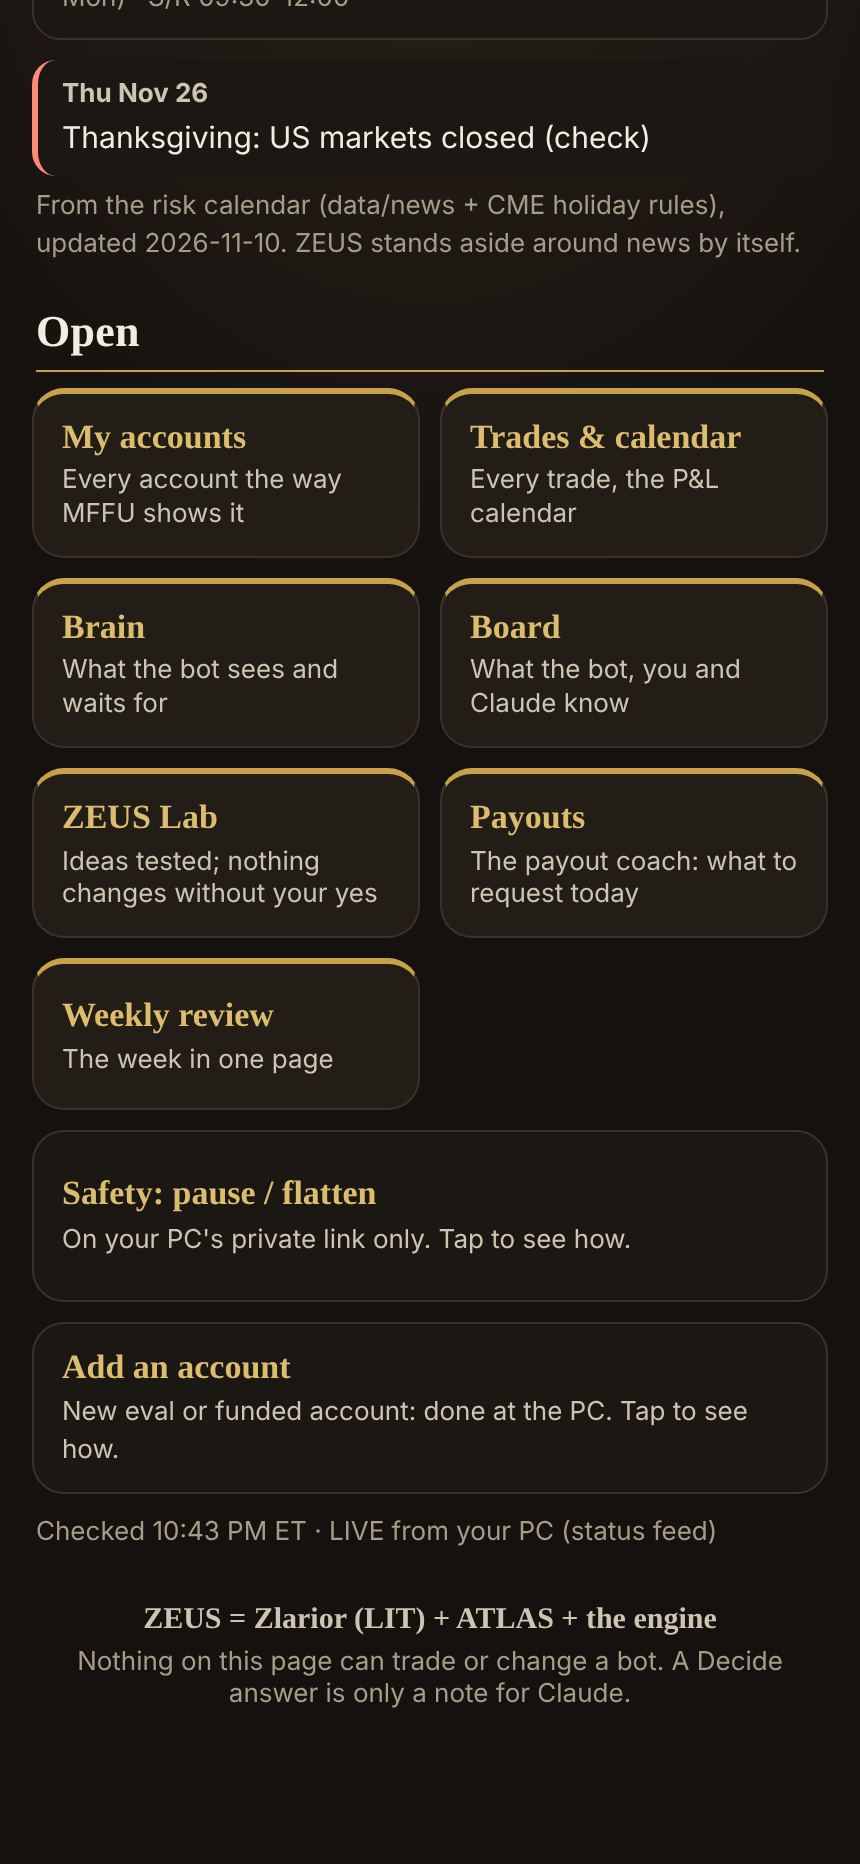 Mon) · S/R 09:30-12:00
Thu Nov 26
Thanksgiving: US markets closed (check)
From the risk calendar (data/news + CME holiday rules),
updated 2026-11-10. ZEUS stands aside around news by itself.
Open
My accounts
Every account the way
MFFU shows it
Trades & calendar
Every trade, the P&L
calendar
Brain
What the bot sees and
waits for
Board
What the bot, you and
Claude know
ZEUS Lab
Ideas tested; nothing
changes without your yes
Payouts
The payout coach: what to
request today
Weekly review
The week in one page
Safety: pause / flatten
On your PC's private link only. Tap to see how.
Add an account
New eval or funded account: done at the PC. Tap to see
how.
Checked 10:43 PM ET · LIVE from your PC (status feed)
ZEUS = Zlarior (LIT) + ATLAS + the engine
Nothing on this page can trade or change a bot. A Decide
answer is only a note for Claude.